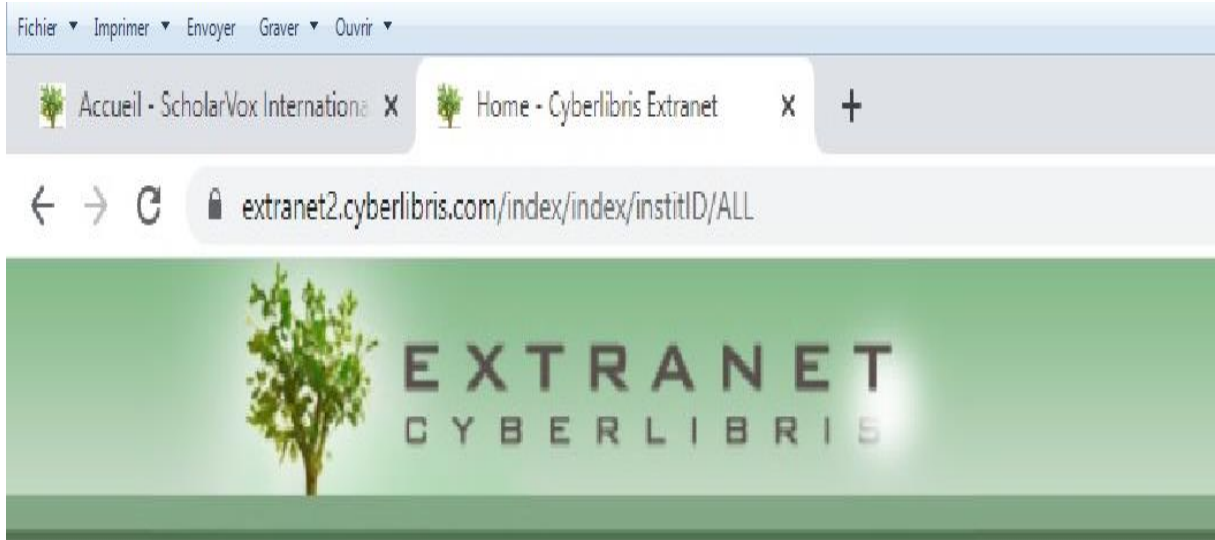 Fichier Imprimer Envoyer Graver Ouvrir
Accueil - ScholarVox Internationa Home - Cyberlibris Extranet
extranet2.cyberlibris.com/index/index/institID/ALL
EXTRANET
CYBERLIBRIS